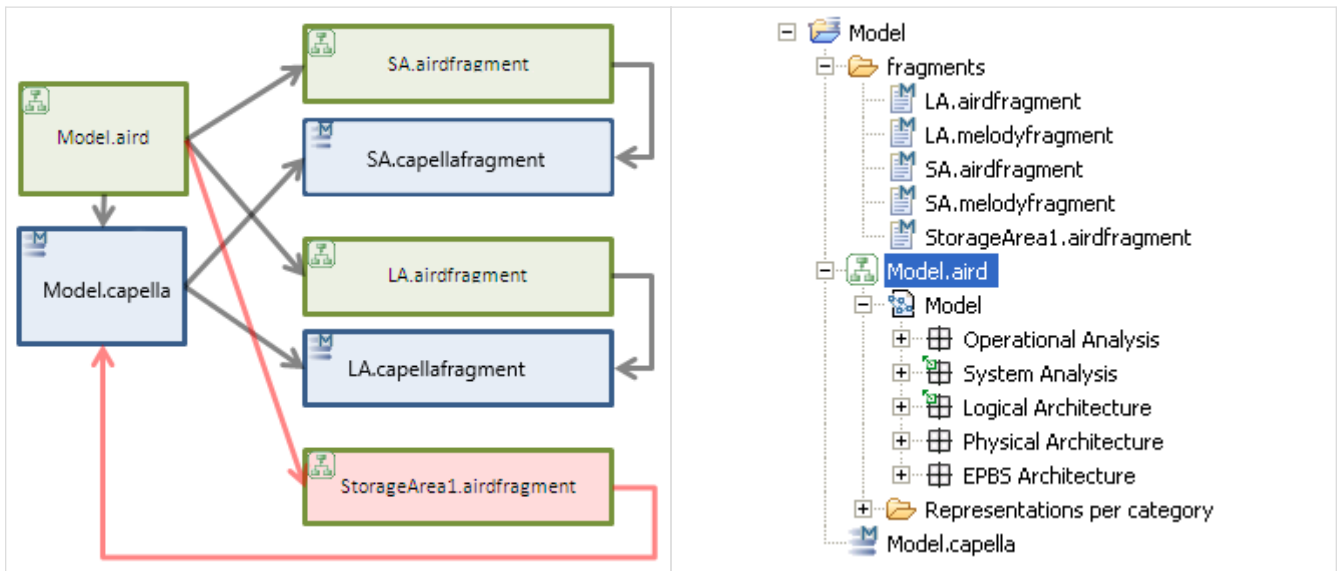 SA.airdfragment
Model.aird
SA.capellafragment
LA.airdfragment
Model.capella
LA.capellafragment
StorageArea1.airdfragment
Model
fragments
LA.airdfragment
LA.melodyfragment
SA.airdfragment
SA.melodyfragment
StorageArea1.airdfragment
Model.aird
Model
Operational Analysis
System Analysis
Logical Architecture
Physical Architecture
EPBS Architecture
Representations per category
Model.capella